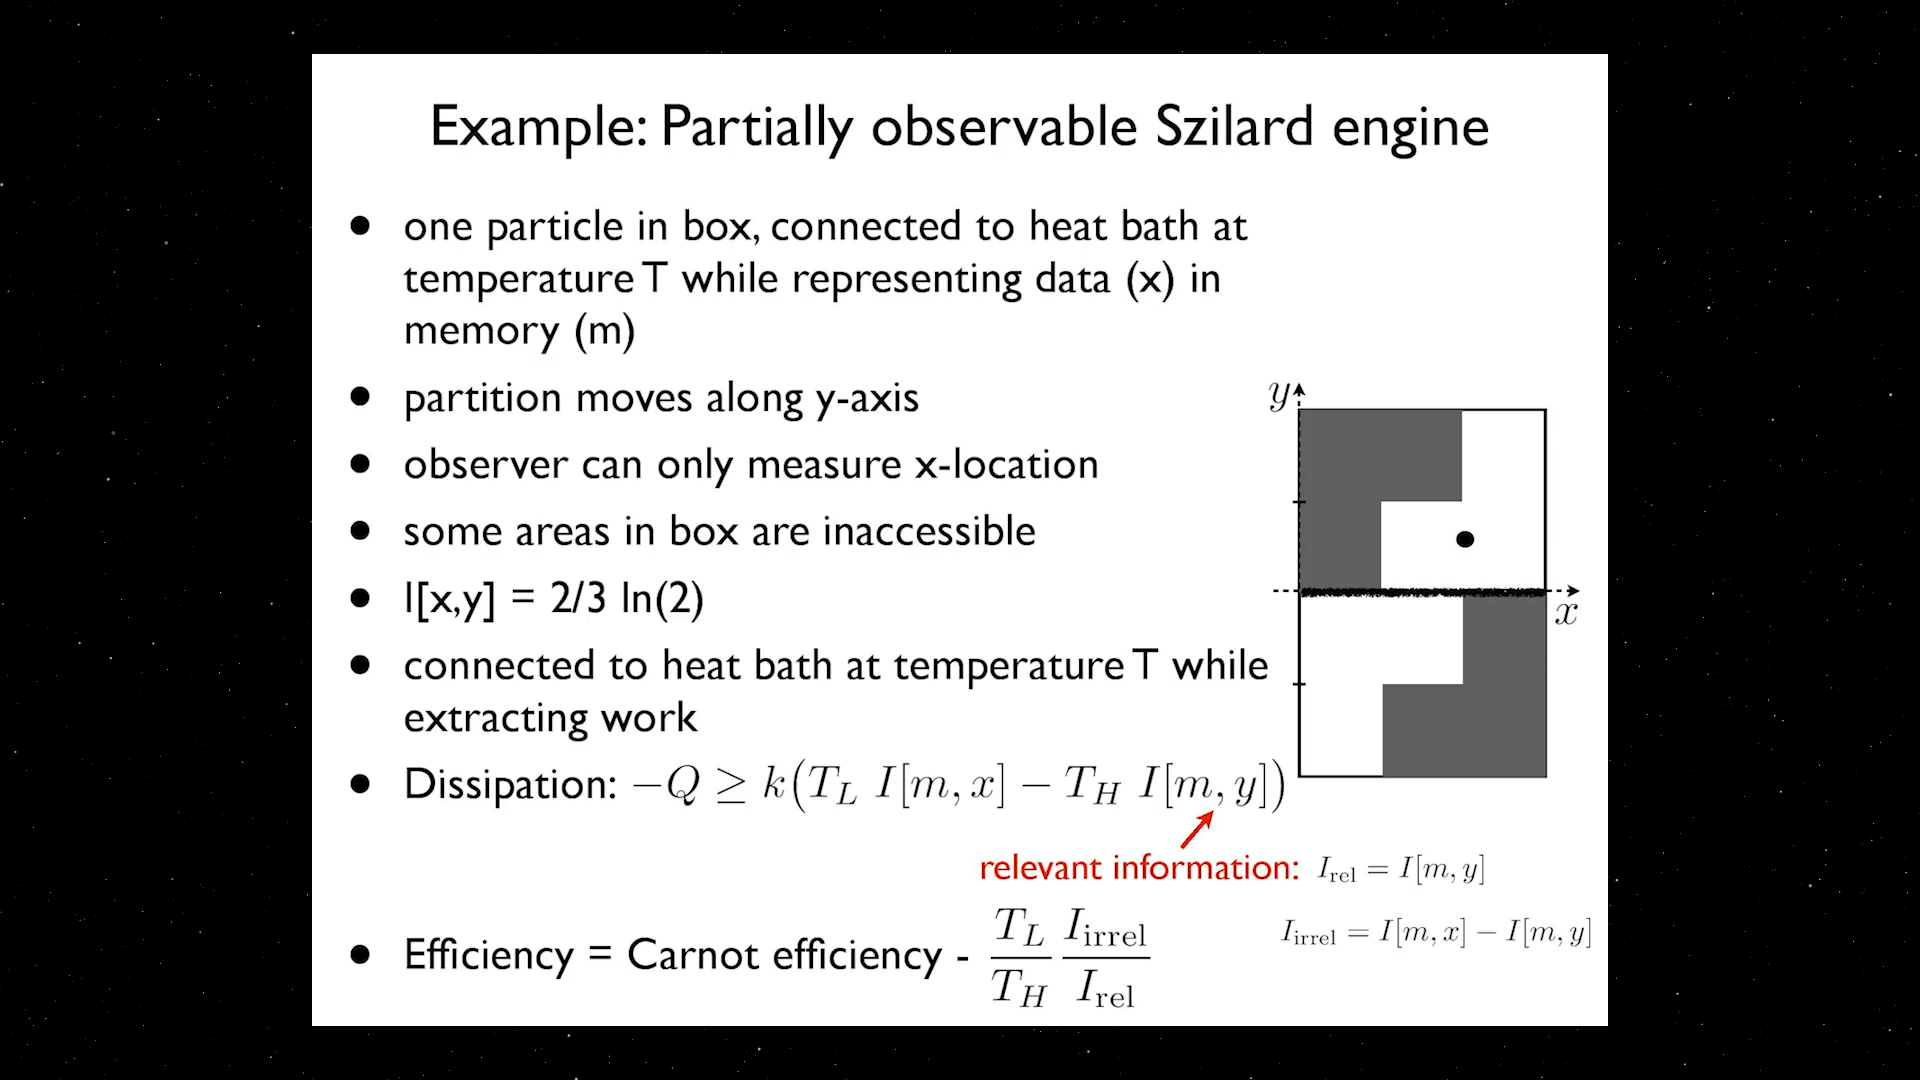 Example: Partially observable Szilard engine
• one particle in box, connected to heat bath at
temperature T while representing data (x) in
memory (m)
• partition moves along y-axis
• observer can only measure x-location
• some areas in box are inaccessible
• I[x,y] = 2/3 ln(2)
• connected to heat bath at temperature T while
extracting work
• Dissipation: −Q ≥ k(T_L I[m, x] − T_H I[m, y])
relevant information: I_rel = I[m, y]
I_irrel = I[m, x] − I[m, y]
• Efficiency = Carnot efficiency - T_L/T_H I_irrel/I_rel
y
x